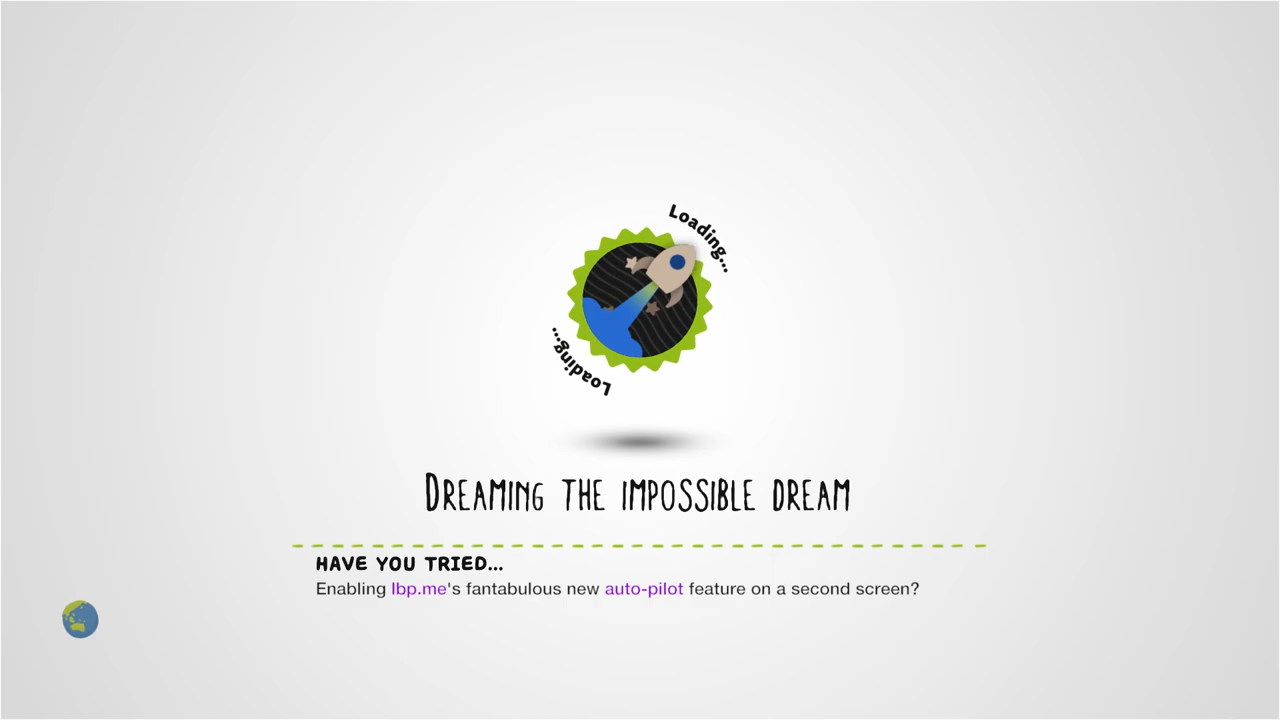 Loading...
Loading...
Dreaming the impossible dream
HAVE YOU TRIED...
Enabling lbp.me's fantabulous new auto-pilot feature on a second screen?